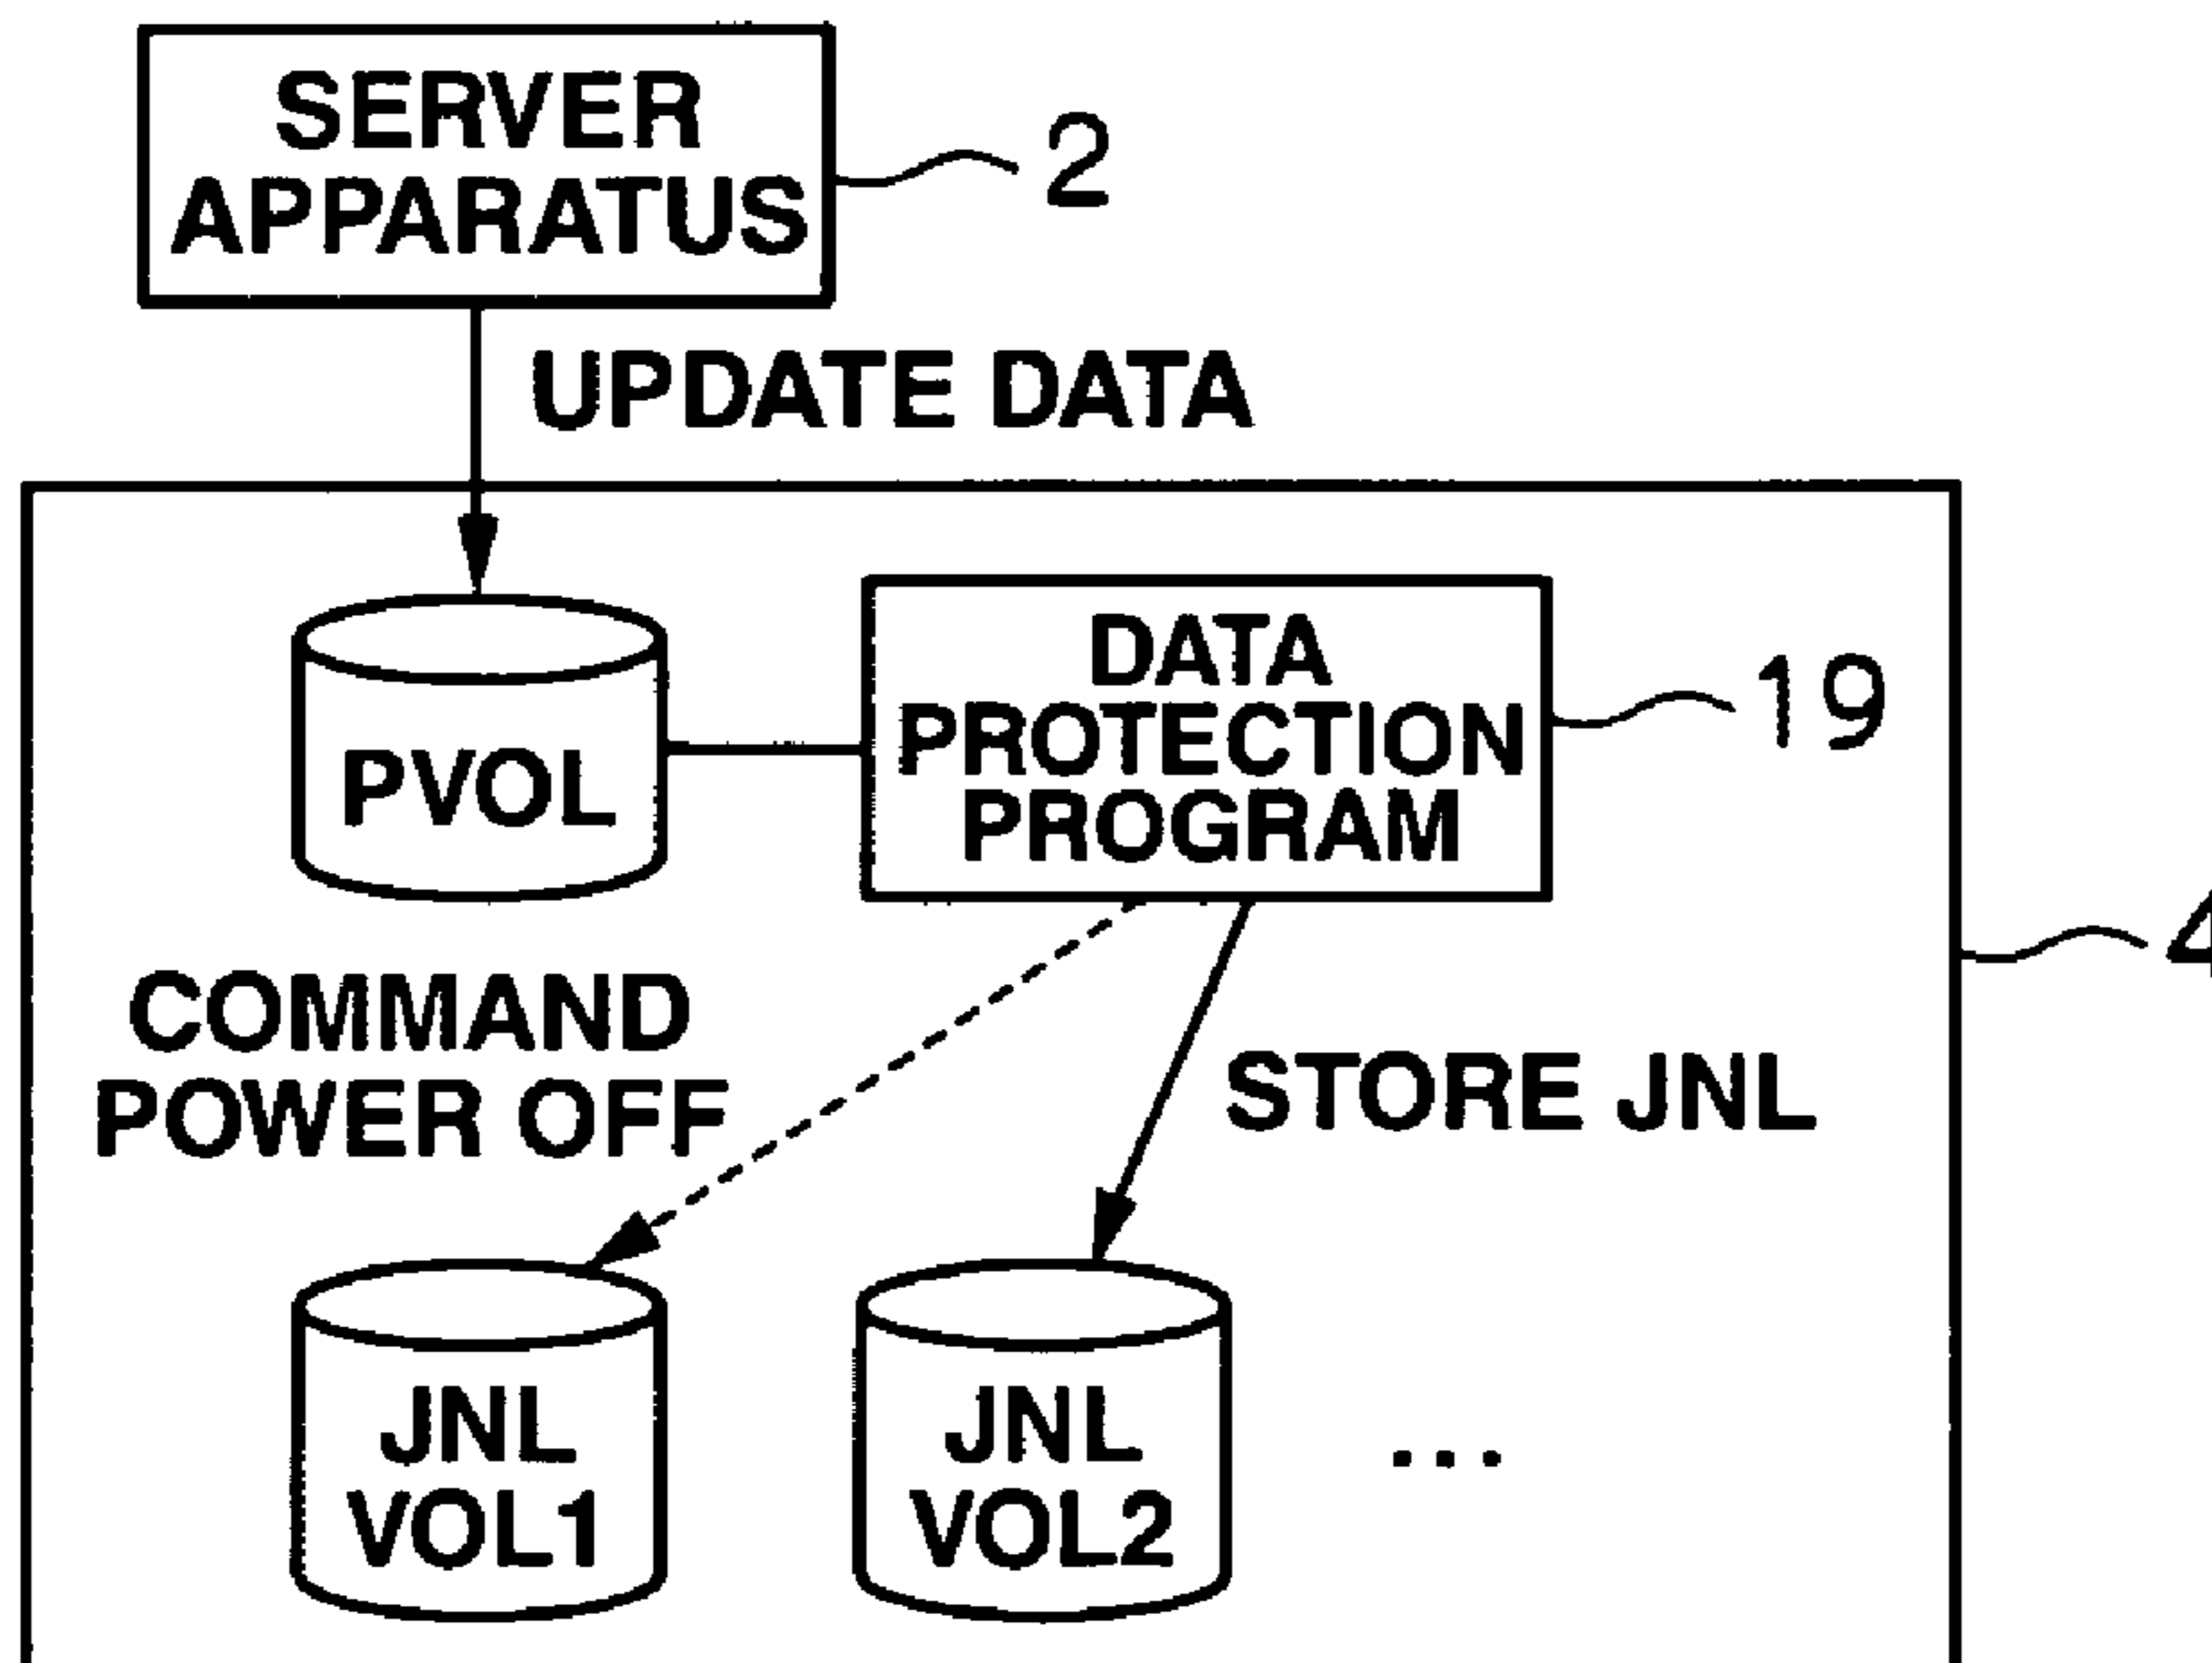 SERVER
APPARATUS
2
UPDATE DATA
DATA
PROTECTION
PROGRAM
19
PVOL
4
COMMAND
POWER OFF
STORE JNL
JNL
VOL1
JNL
VOL2
...